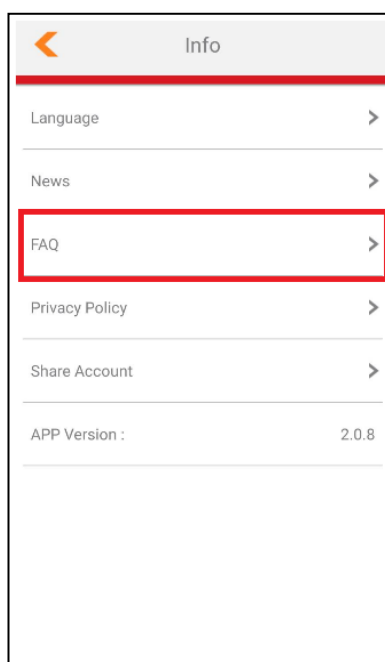 Info
Language
News
FAQ
Privacy Policy
Share Account
APP Version : 2.0.8